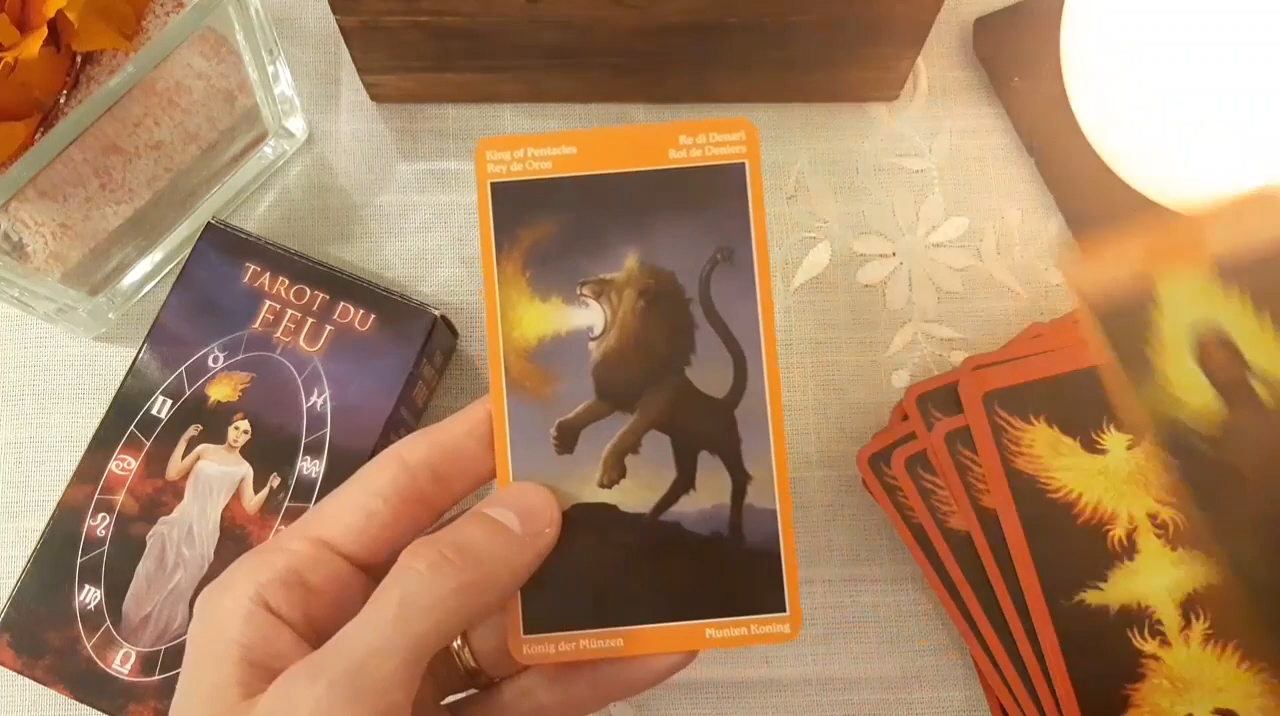 King of Pentacles
Rey de Oros
Re di Denari
Roi de Deniers
TAROT DU
FEU
König der Münzen
Munten Koning